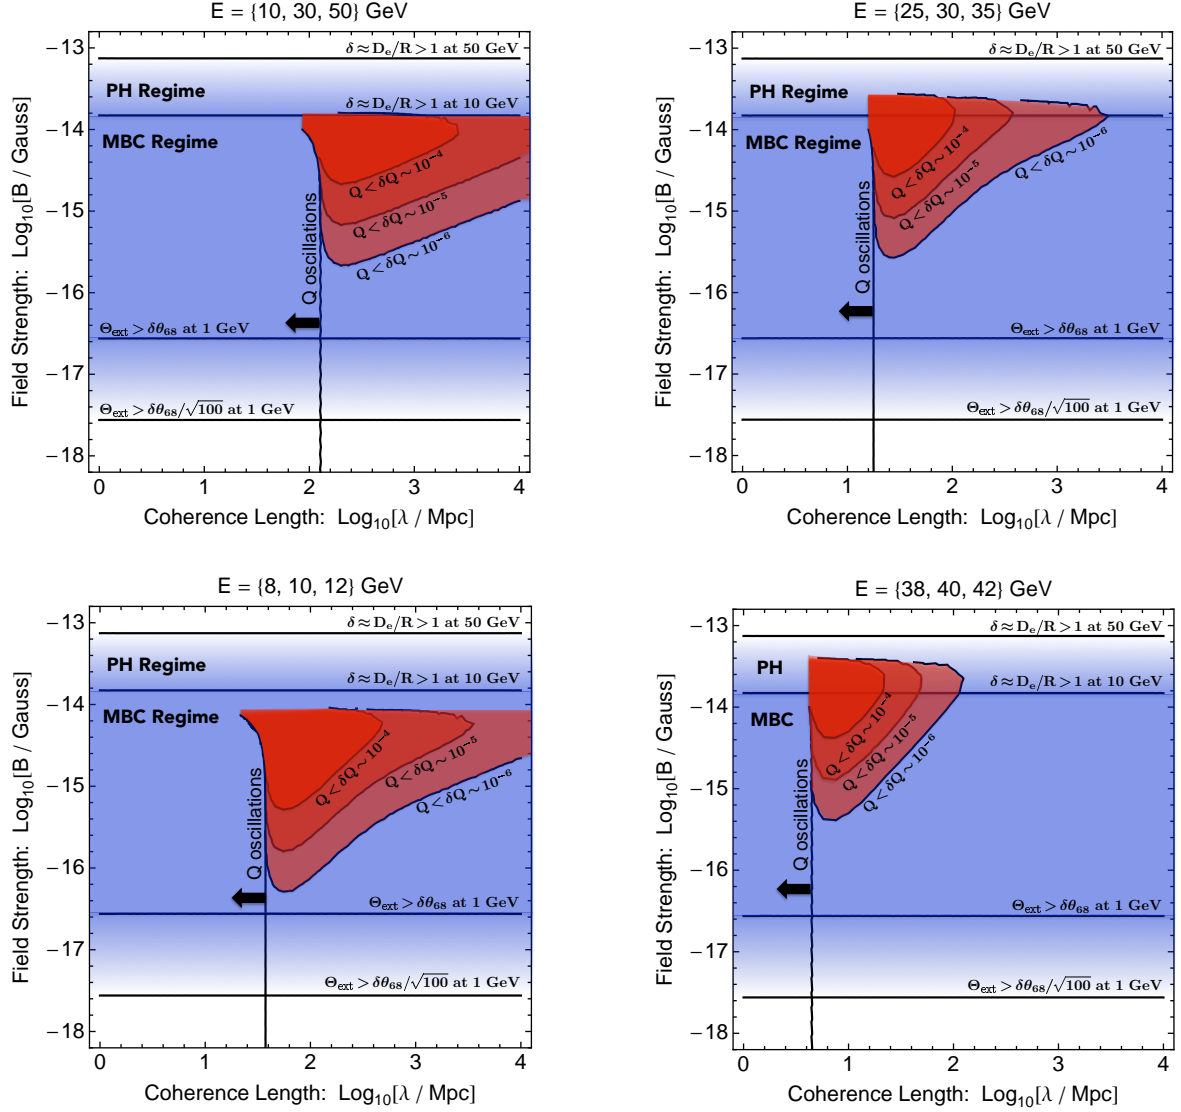 E = {10, 30, 50} GeV
δ ≈ Dₑ/R > 1 at 50 GeV
PH Regime
δ ≈ Dₑ/R > 1 at 10 GeV
MBC Regime
Q < δQ ~ 10⁻⁴
Q < δQ ~ 10⁻⁵
Q < δQ ~ 10⁻⁶
Q oscillations
Θext > δθ68 at 1 GeV
Θext > δθ68/√100 at 1 GeV
Field Strength: Log10[B / Gauss]
−13
−14
−15
−16
−17
−18
0 1 2 3 4
Coherence Length: Log10[λ / Mpc]
E = {25, 30, 35} GeV
δ ≈ Dₑ/R > 1 at 50 GeV
PH Regime
MBC Regime
Q < δQ ~ 10⁻⁴
Q < δQ ~ 10⁻⁵
Q < δQ ~ 10⁻⁶
Q oscillations
Θext > δθ68 at 1 GeV
Θext > δθ68/√100 at 1 GeV
Field Strength: Log10[B / Gauss]
−13
−14
−15
−16
−17
−18
0 1 2 3 4
Coherence Length: Log10[λ / Mpc]
E = {8, 10, 12} GeV
δ ≈ Dₑ/R > 1 at 50 GeV
PH Regime
δ ≈ Dₑ/R > 1 at 10 GeV
MBC Regime
Q < δQ ~ 10⁻⁴
Q < δQ ~ 10⁻⁵
Q < δQ ~ 10⁻⁶
Q oscillations
Θext > δθ68 at 1 GeV
Θext > δθ68/√100 at 1 GeV
Field Strength: Log10[B / Gauss]
−13
−14
−15
−16
−17
−18
0 1 2 3 4
Coherence Length: Log10[λ / Mpc]
E = {38, 40, 42} GeV
δ ≈ Dₑ/R > 1 at 50 GeV
PH
δ ≈ Dₑ/R > 1 at 10 GeV
MBC
Q < δQ ~ 10⁻⁴
Q < δQ ~ 10⁻⁵
Q < δQ ~ 10⁻⁶
Q oscillations
Θext > δθ68 at 1 GeV
Θext > δθ68/√100 at 1 GeV
Field Strength: Log10[B / Gauss]
−13
−14
−15
−16
−17
−18
0 1 2 3 4
Coherence Length: Log10[λ / Mpc]